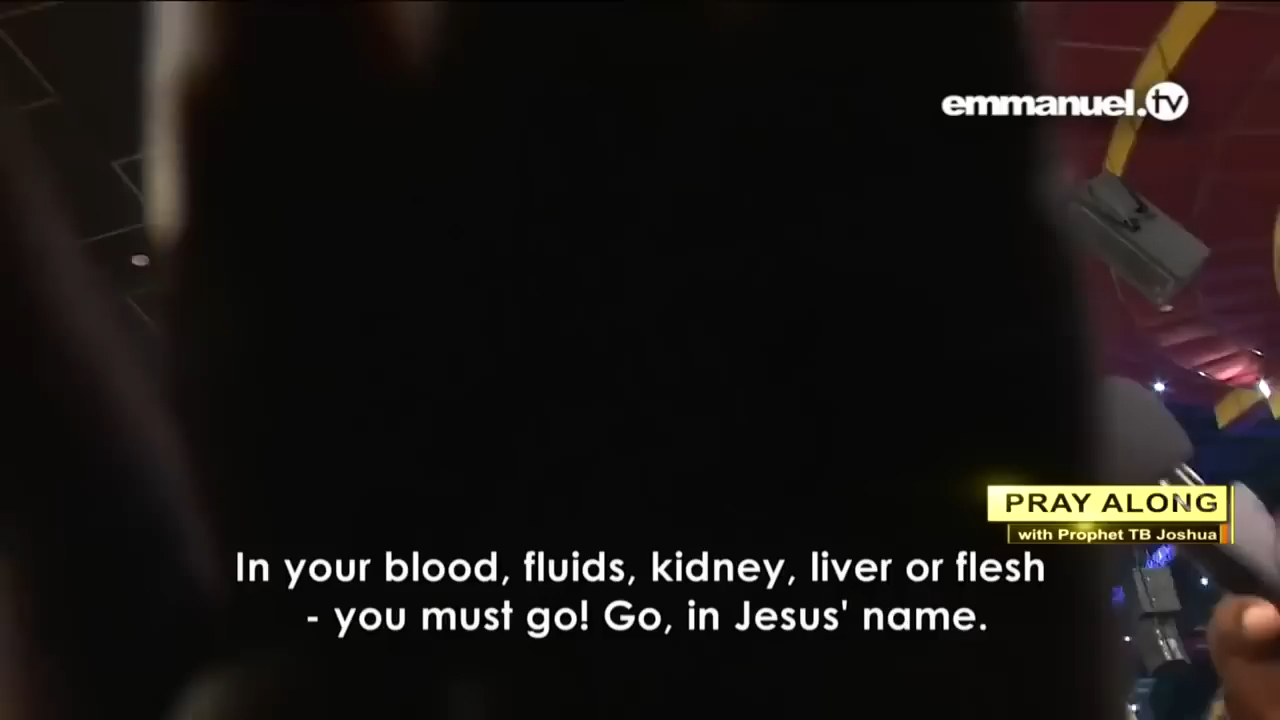 emmanuel.tv
PRAY ALONG
with Prophet TB Joshua
In your blood, fluids, kidney, liver or flesh
- you must go! Go, in Jesus' name.